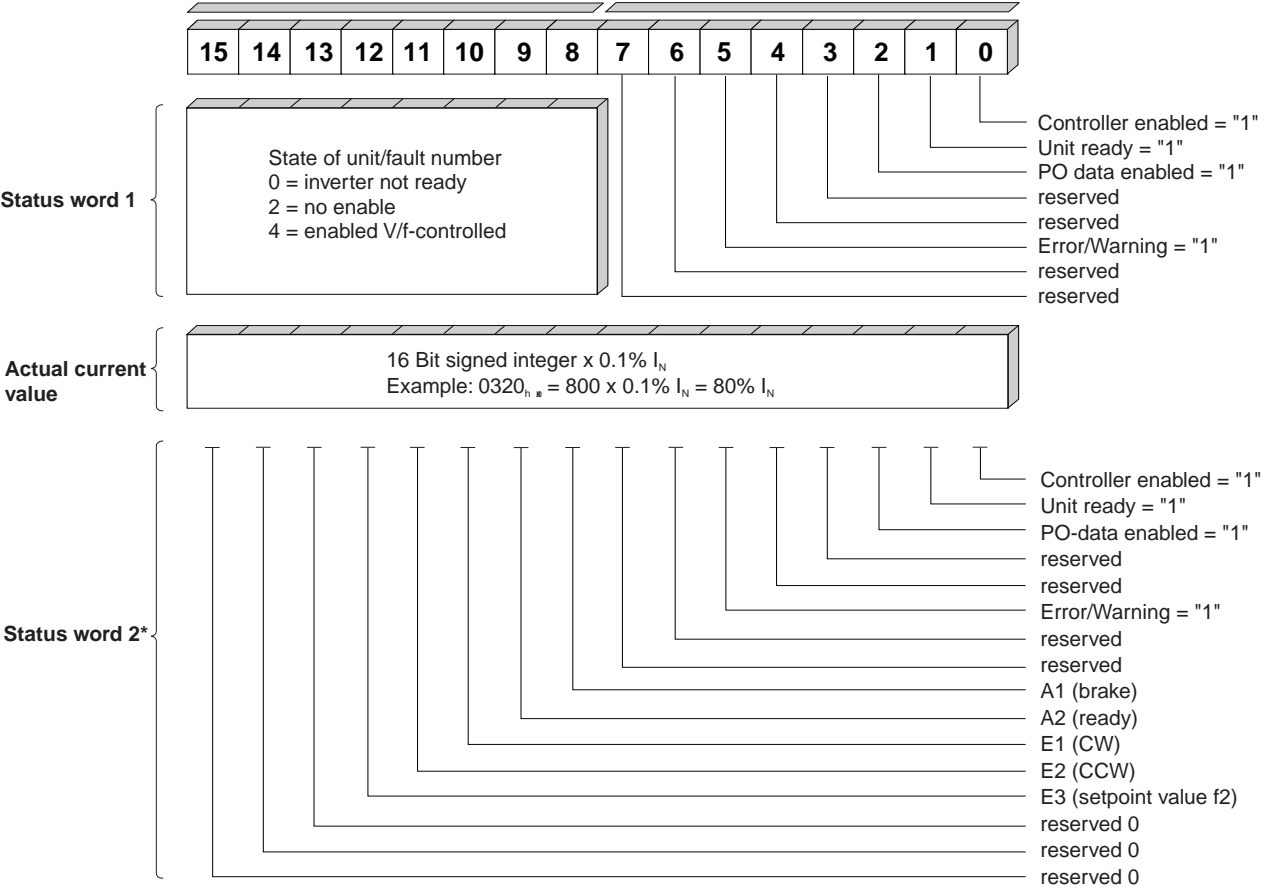 15 14 13 12 11 10 9 8 7 6 5 4 3 2 1 0
Status word 1
State of unit/fault number
0 = inverter not ready
2 = no enable
4 = enabled V/f-controlled
Controller enabled = "1"
Unit ready = "1"
PO data enabled = "1"
reserved
reserved
Error/Warning = "1"
reserved
reserved
Actual current
value
16 Bit signed integer x 0.1% I_N
Example: 0320_h = 800 x 0.1% I_N = 80% I_N
Status word 2*
Controller enabled = "1"
Unit ready = "1"
PO-data enabled = "1"
reserved
reserved
Error/Warning = "1"
reserved
reserved
A1 (brake)
A2 (ready)
E1 (CW)
E2 (CCW)
E3 (setpoint value f2)
reserved 0
reserved 0
reserved 0